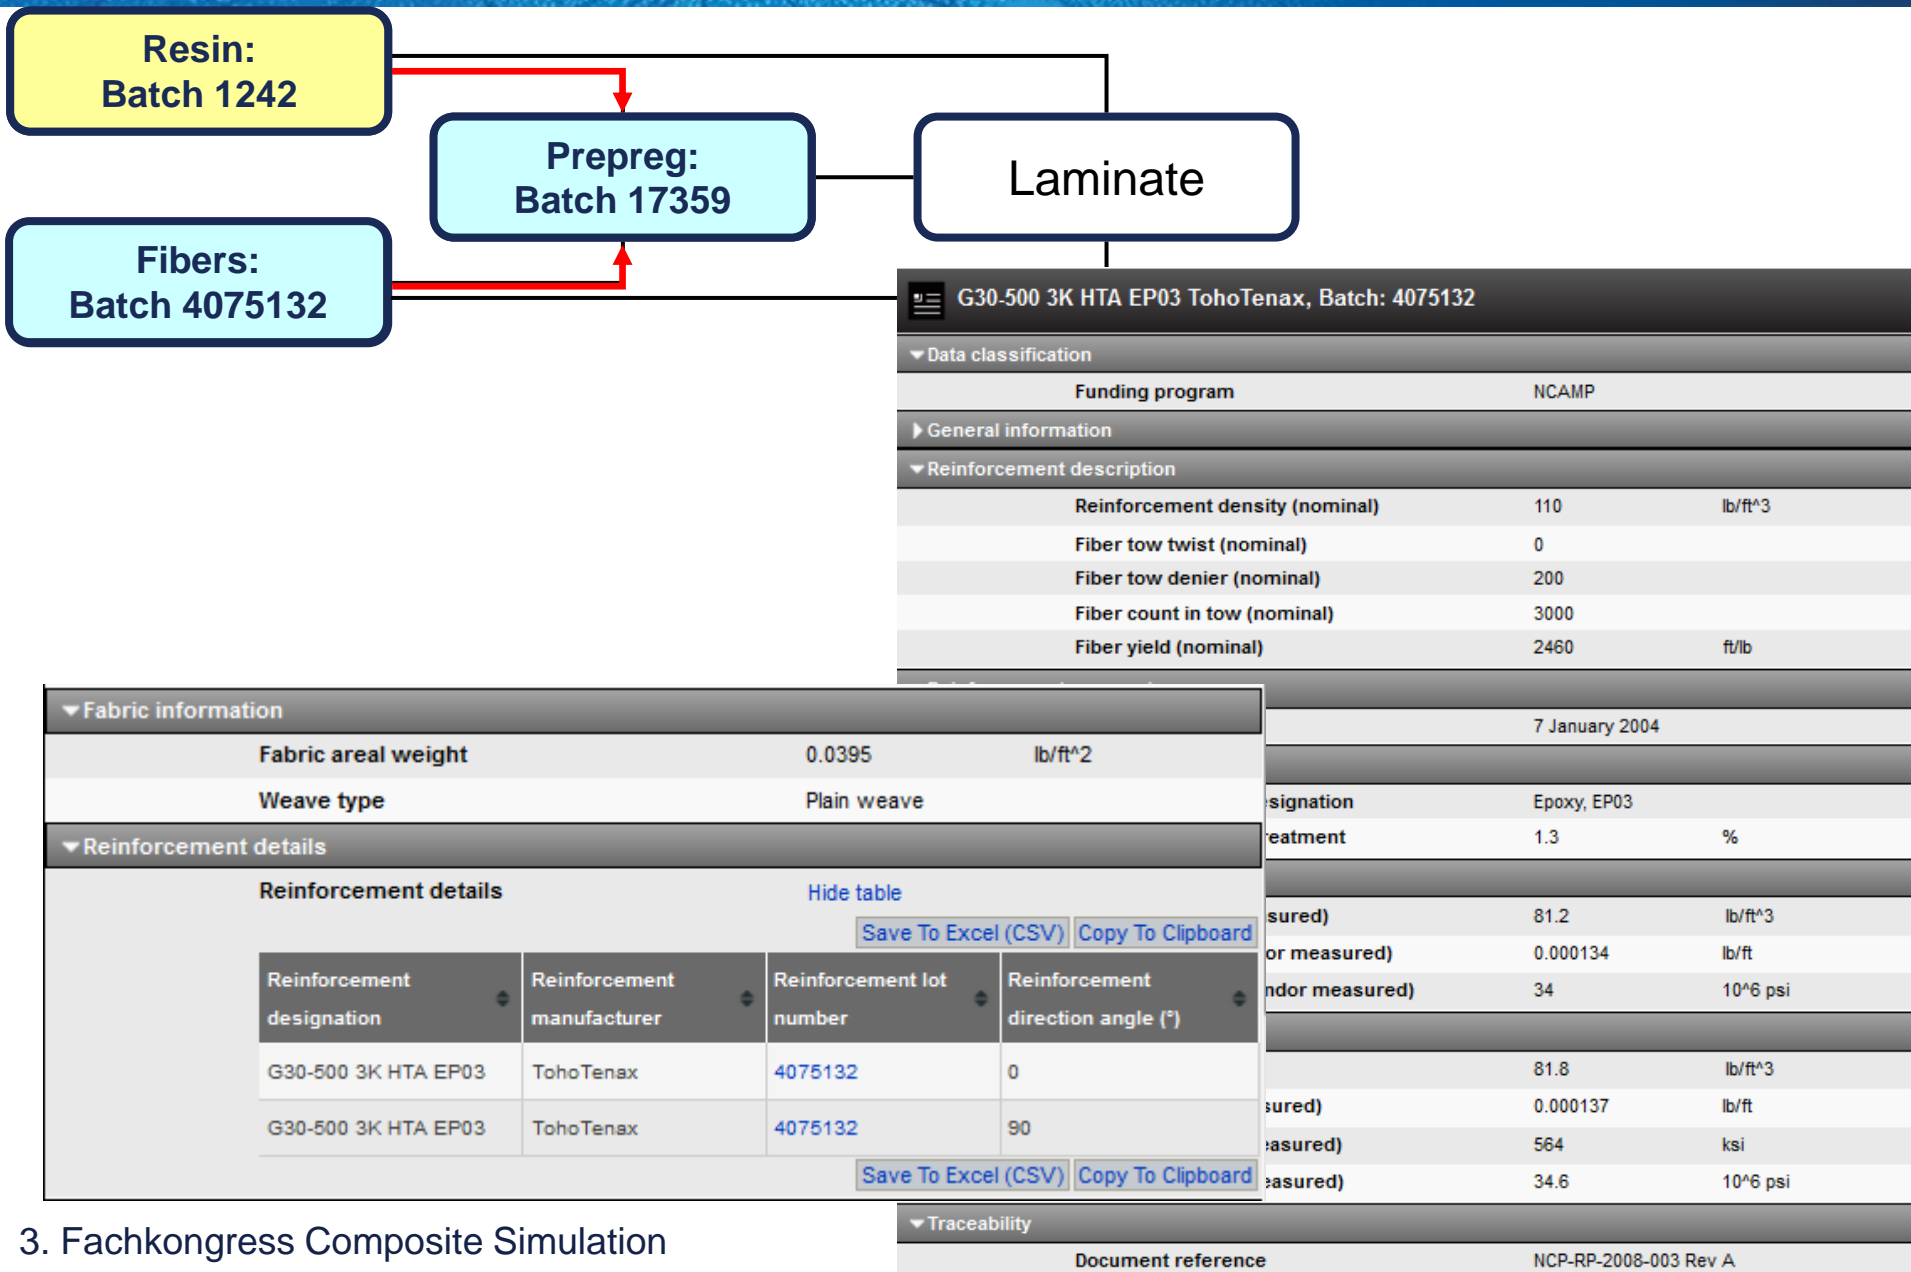 Resin:
Batch 1242
Prepreg:
Batch 17359
Laminate
Fibers:
Batch 4075132
G30-500 3K HTA EP03 TohoTenax, Batch: 4075132
Data classification
Funding program NCAMP
General information
Reinforcement description
Reinforcement density (nominal) 110 lb/ft^3
Fiber tow twist (nominal) 0
Fiber tow denier (nominal) 200
Fiber count in tow (nominal) 3000
Fiber yield (nominal) 2460 ft/lb
7 January 2004
signation Epoxy, EP03
reatment 1.3 %
sured) 81.2 lb/ft^3
or measured) 0.000134 lb/ft
ndor measured) 34 10^6 psi
81.8 lb/ft^3
sured) 0.000137 lb/ft
easured) 564 ksi
easured) 34.6 10^6 psi
Traceability
Document reference NCP-RP-2008-003 Rev A
Fabric information
Fabric areal weight 0.0395 lb/ft^2
Weave type Plain weave
Reinforcement details
Reinforcement details Hide table
Save To Excel (CSV) Copy To Clipboard
Reinforcement designation Reinforcement manufacturer Reinforcement lot number Reinforcement direction angle (°)
G30-500 3K HTA EP03 TohoTenax 4075132 0
G30-500 3K HTA EP03 TohoTenax 4075132 90
Save To Excel (CSV) Copy To Clipboard
3. Fachkongress Composite Simulation